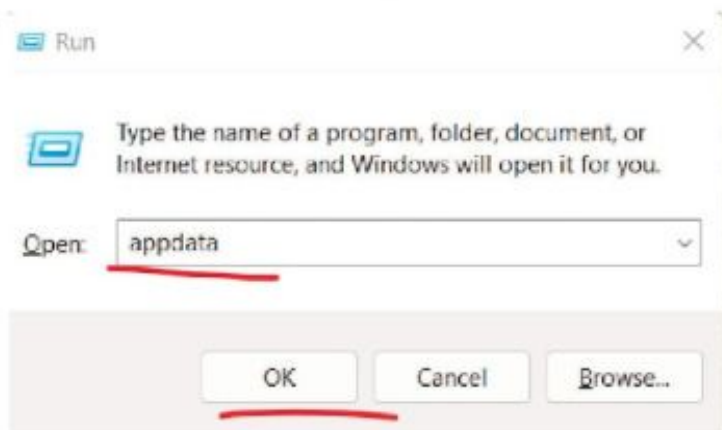 Run
Type the name of a program, folder, document, or
Internet resource, and Windows will open it for you.
Open: appdata
OK Cancel Browse...